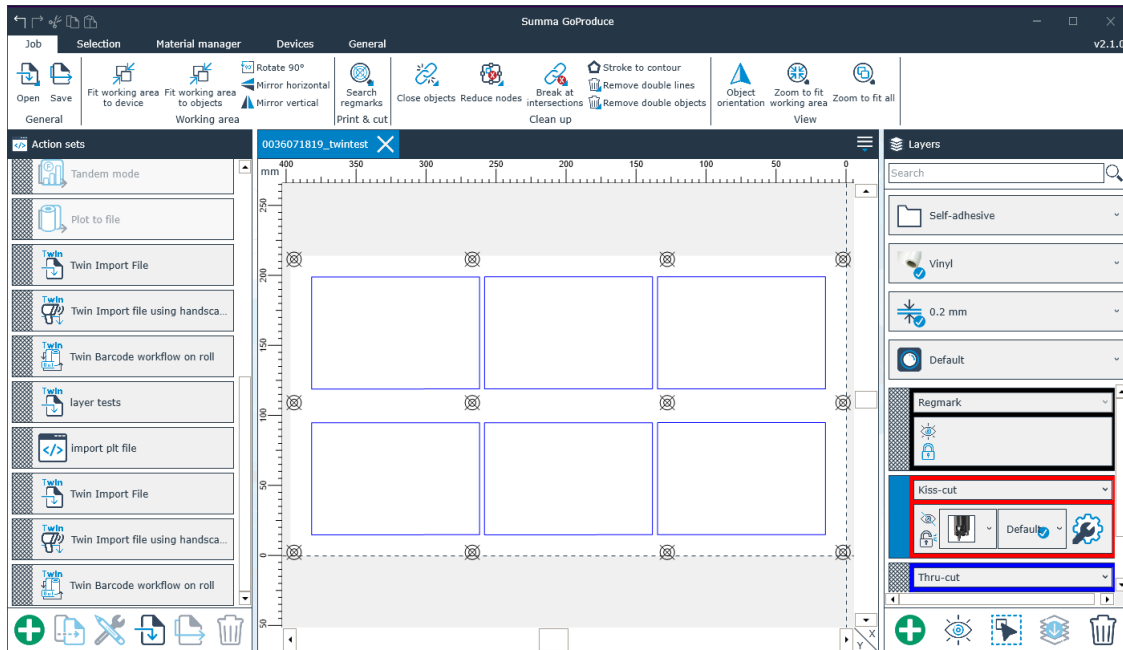 Summa GoProduce
Job Selection Material manager Devices General v2.1.0
Open Save
General
Fit working area to device
Fit working area to objects
Rotate 90°
Mirror horizontal
Mirror vertical
Working area
Search regmarks
Print & cut
Close objects
Reduce nodes
Break at intersections
Stroke to contour
Remove double lines
Remove double objects
Clean up
Object orientation
Zoom to fit working area
Zoom to fit all
View
Action sets
Tandem mode
Plot to file
Twin Import File
Twin Import file using handsca...
Twin Barcode workflow on roll
layer tests
import plt file
Twin Import File
Twin Import file using handsca...
Twin Barcode workflow on roll
0036071819_twintest
mm 400 350 300 250 200 150 100 50 0
250
200
150
100
50
0
50
X
Y
Layers
Search
Self-adhesive
Vinyl
0.2 mm
Default
Regmark
Kiss-cut
Default
Thru-cut